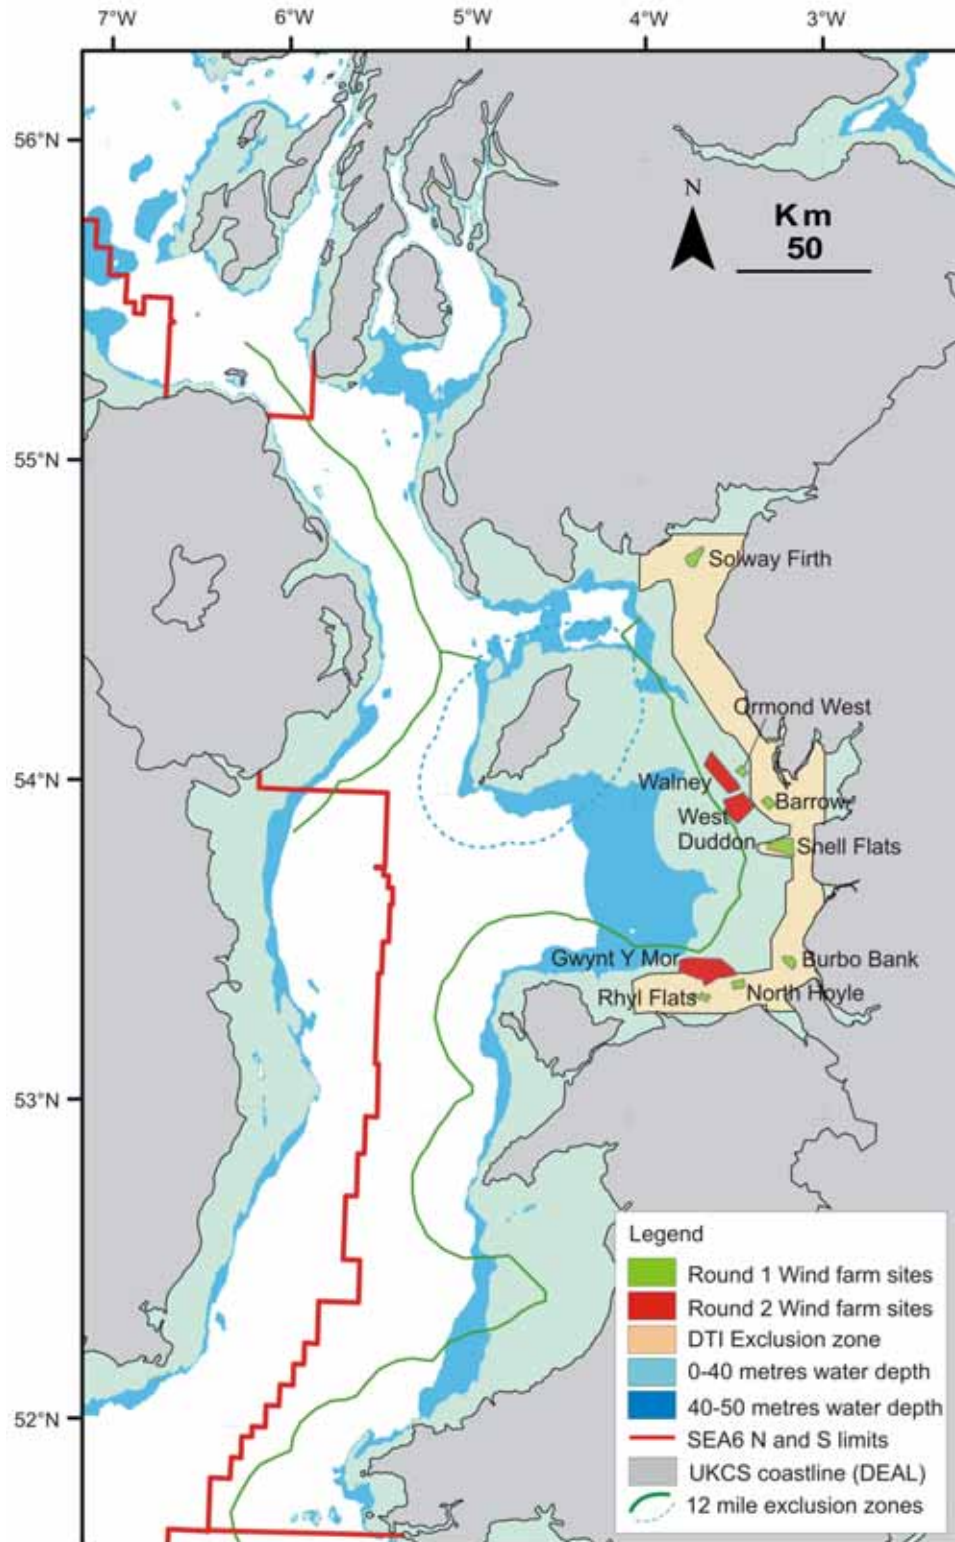 7°W 6°W 5°W 4°W 3°W
56°N
N
Km
50
55°N
Solway Firth
Ormond West
54°N
Walney
Barrow
West
Duddon
Shell Flats
Gwynt Y Mor
Burbo Bank
Rhyl Flats
North Hoyle
53°N
52°N
Legend
Round 1 Wind farm sites
Round 2 Wind farm sites
DTI Exclusion zone
0-40 metres water depth
40-50 metres water depth
SEA6 N and S limits
UKCS coastline (DEAL)
12 mile exclusion zones